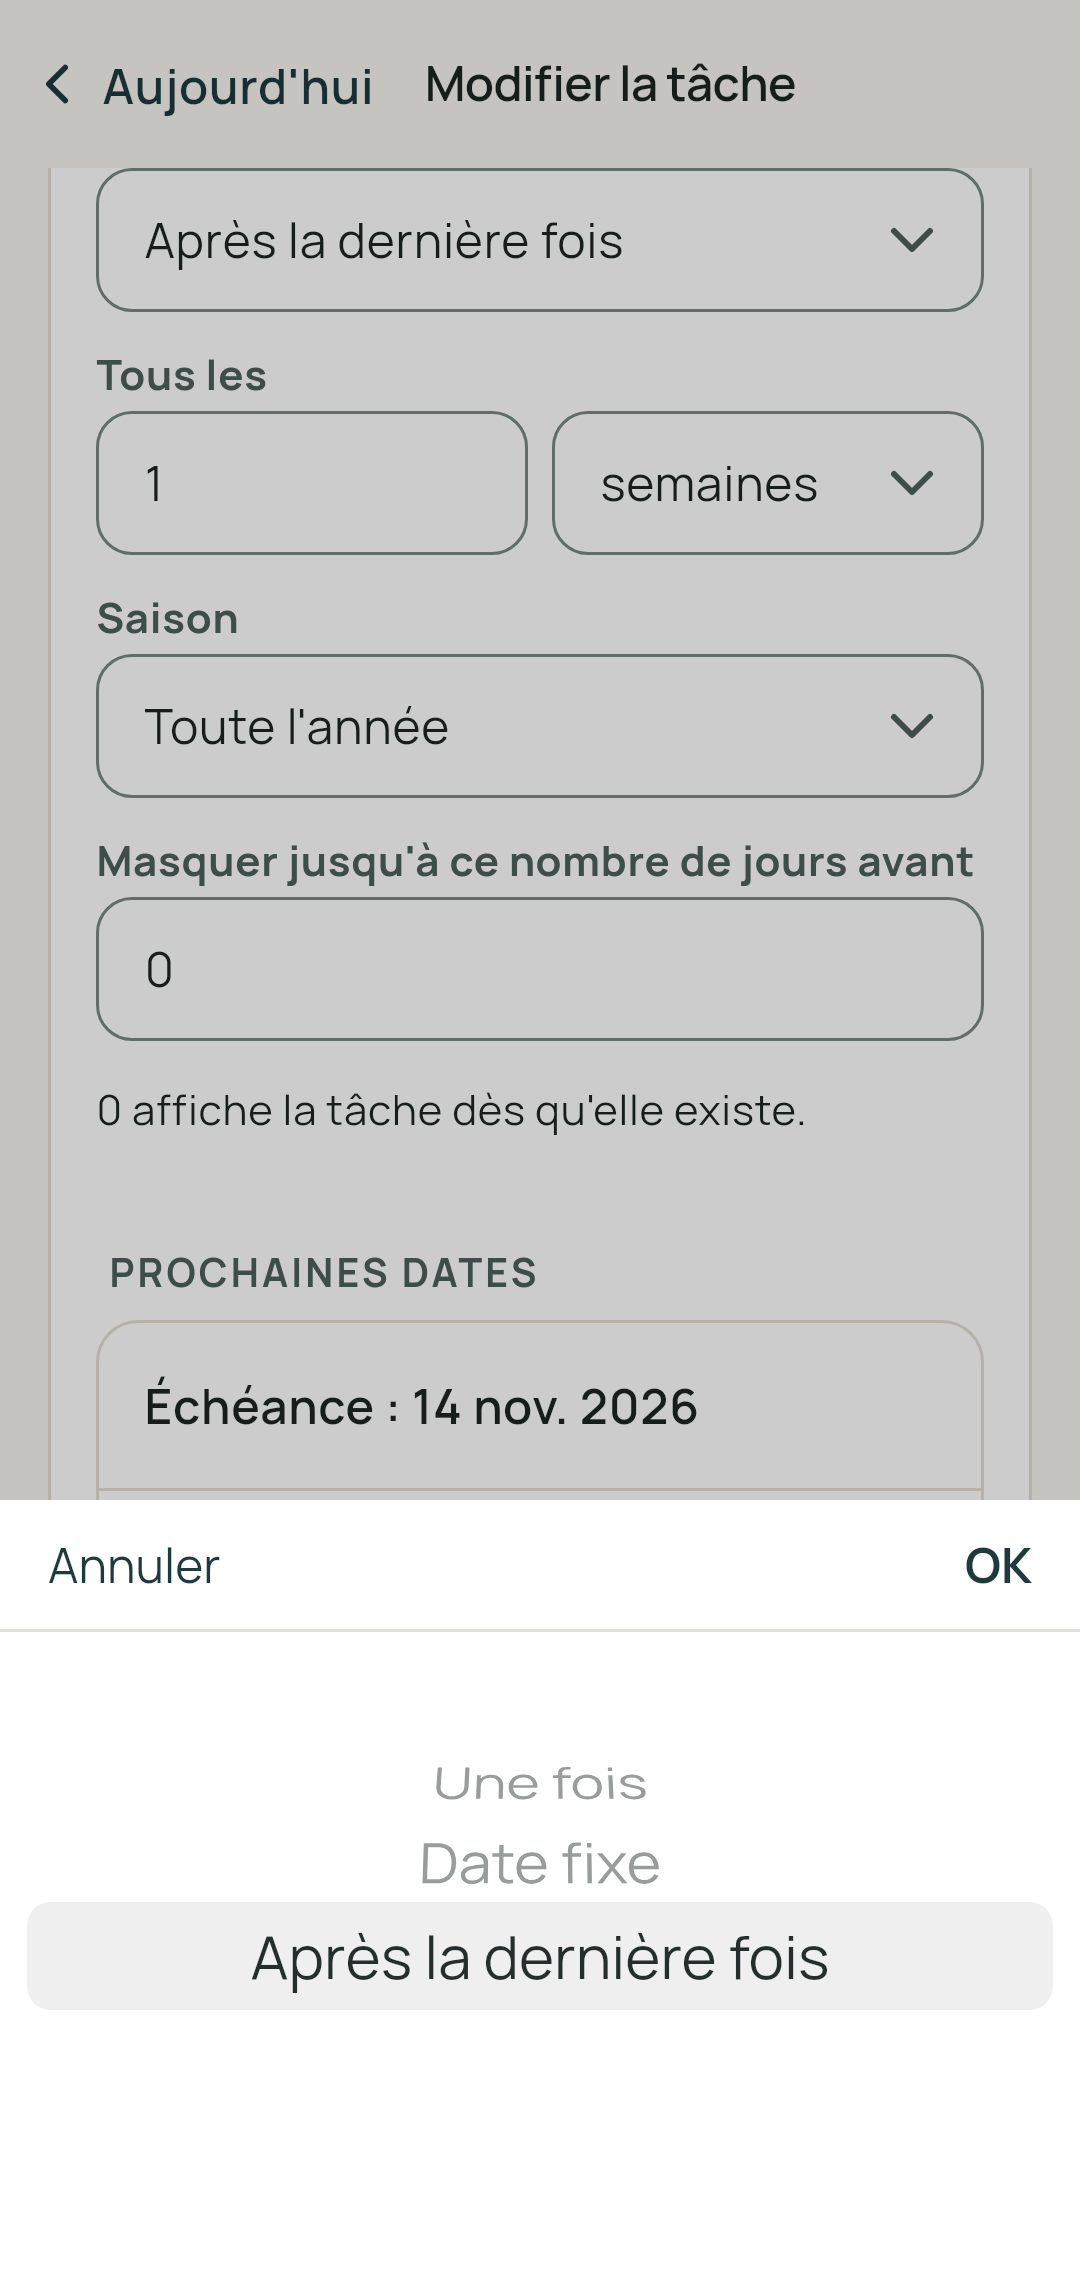 Aujourd'hui
Modifier la tâche
Après la dernière fois
Tous les
1
semaines
Saison
Toute l'année
Masquer jusqu'à ce nombre de jours avant
0
0 affiche la tâche dès qu'elle existe.
PROCHAINES DATES
Échéance : 14 nov. 2026
Annuler
OK
Une fois
Date fixe
Après la dernière fois